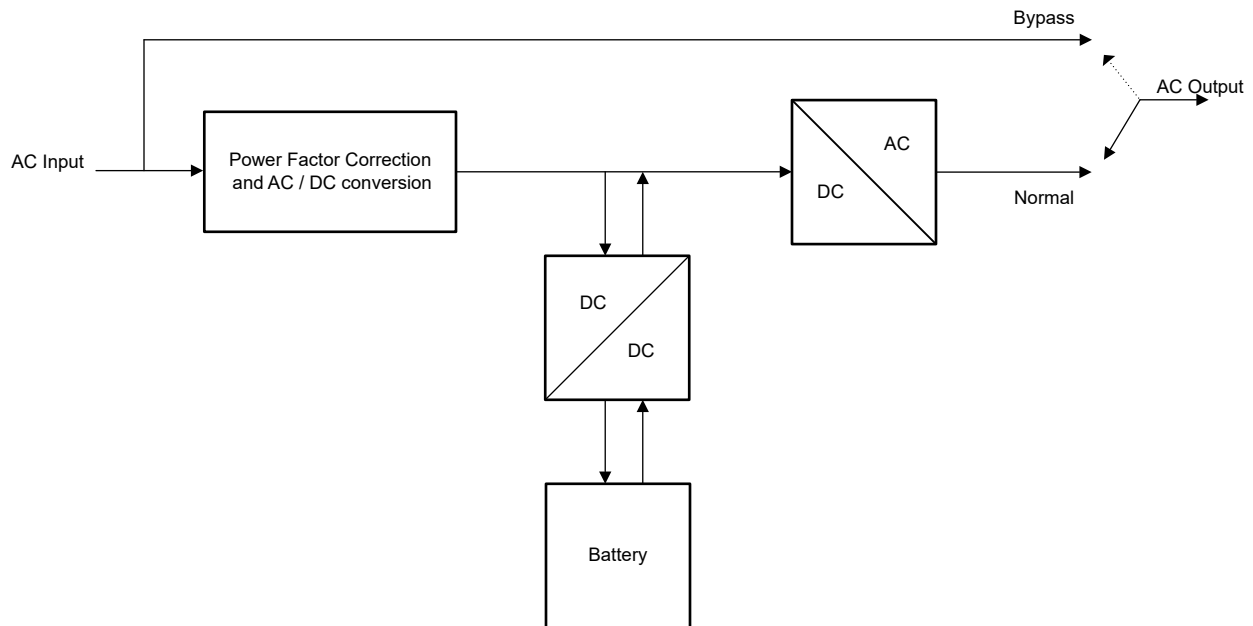 Bypass
AC Output
AC Input
Power Factor Correction
and AC / DC conversion
AC
DC
Normal
DC
DC
Battery